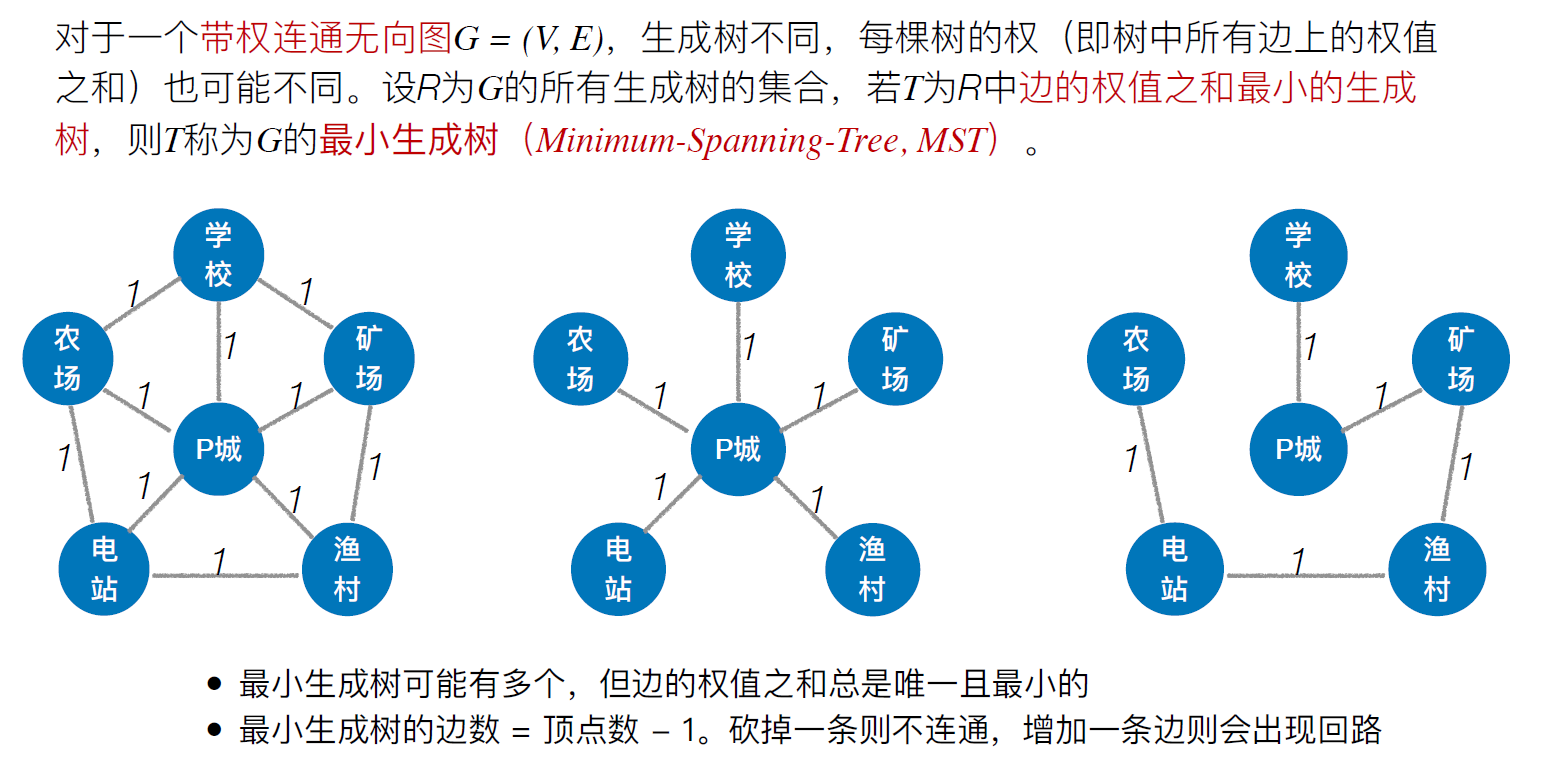 对于一个带权连通无向图G = (V, E)，生成树不同，每棵树的权（即树中所有边上的权值
之和）也可能不同。设R为G的所有生成树的集合，若T为R中边的权值之和最小的生成
树，则T称为G的最小生成树（Minimum-Spanning-Tree, MST）。
学校
1
1
农场
1
矿场
1
1
P城
1
1
1
1
电站
1
渔村
学校
农场
1
矿场
1
1
P城
1
1
电站
渔村
学校
农场
1
矿场
1
P城
1
1
电站
1
渔村
• 最小生成树可能有多个，但边的权值之和总是唯一且最小的
• 最小生成树的边数 = 顶点数 - 1。砍掉一条则不连通，增加一条边则会出现回路